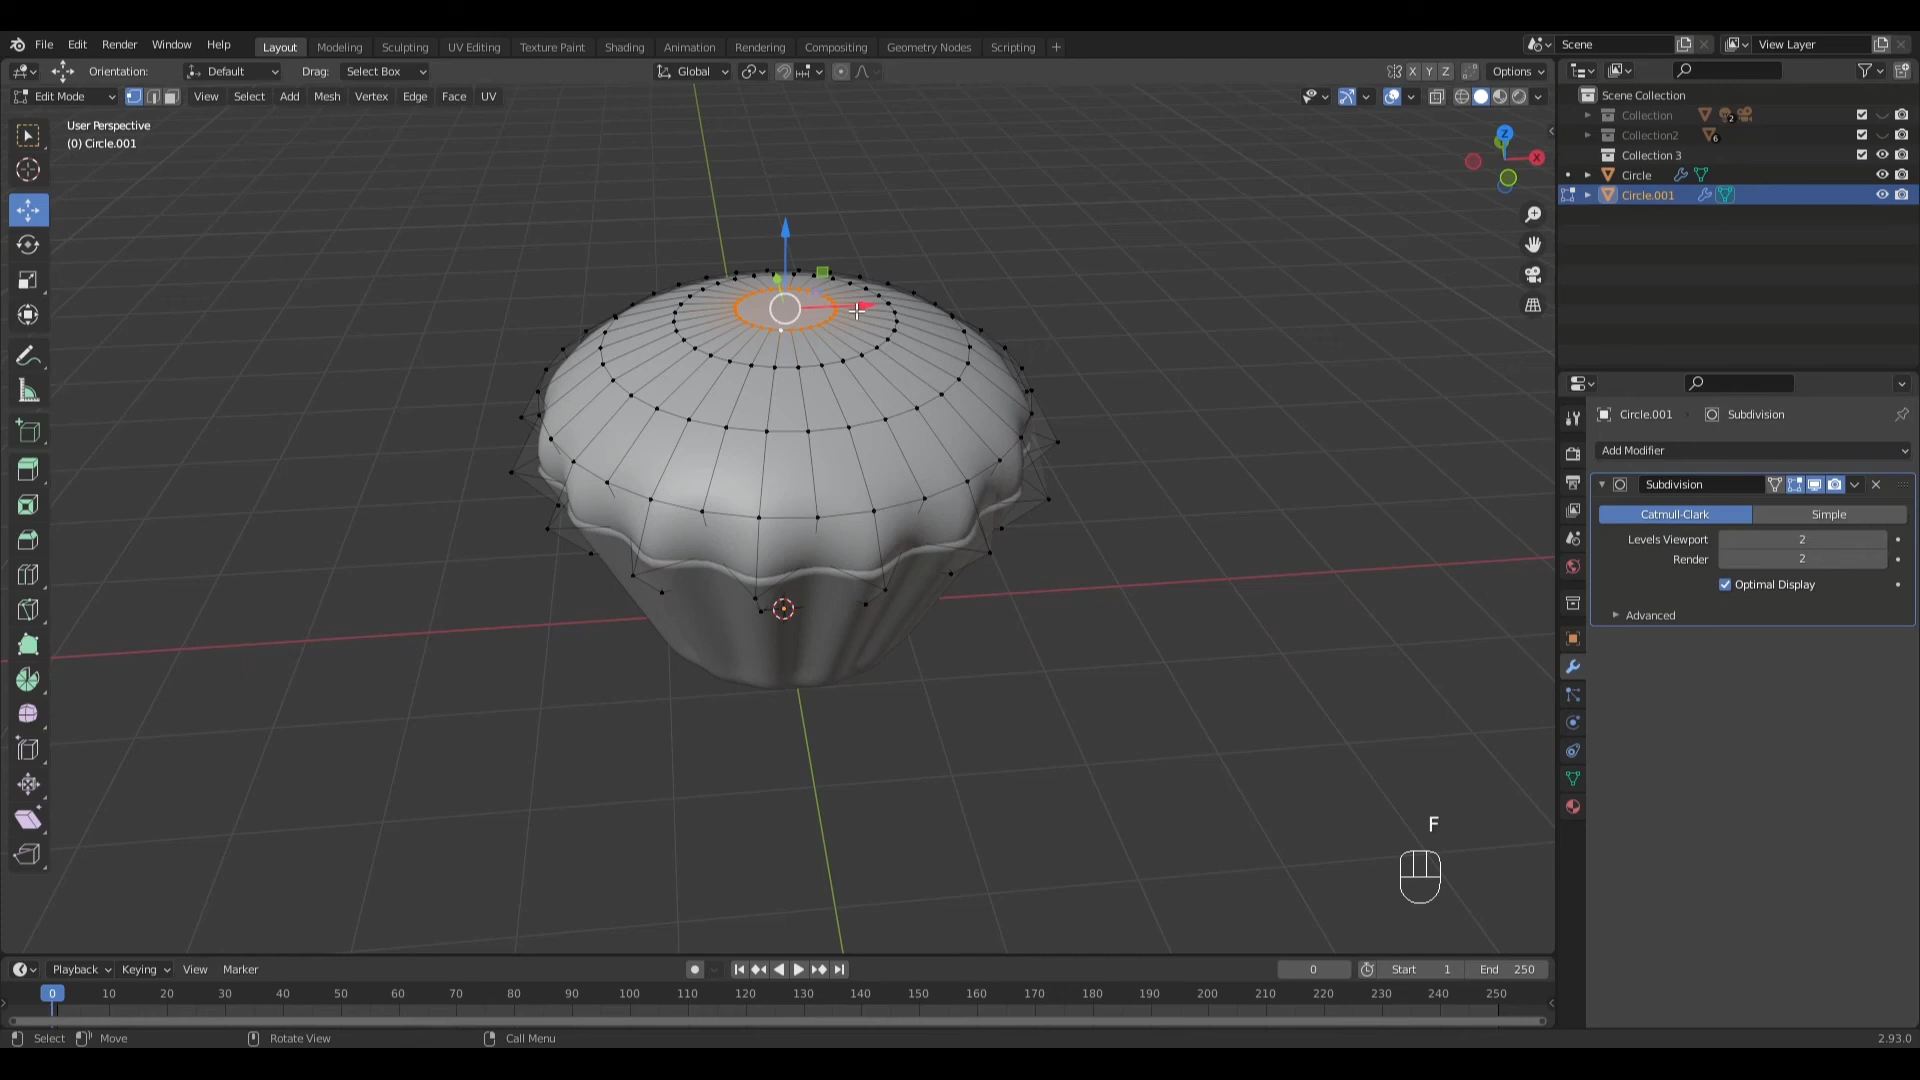 File Edit Render Window Help Layout Modeling Sculpting UV Editing Texture Paint Shading Animation Rendering Compositing Geometry Nodes Scripting + Scene View Layer
Orientation: Default Drag: Select Box Global X Y Z Options
Edit Mode View Select Add Mesh Vertex Edge Face UV
User Perspective
(0) Circle.001
Z
X
Scene Collection
Collection 2
Collection2 6
Collection 3
Circle
Circle.001
Circle.001 Subdivision
Add Modifier
Subdivision
Catmull-Clark Simple
Levels Viewport 2
Render 2
Optimal Display
Advanced
F
Playback Keying View Marker 0 Start 1 End 250
0 10 20 30 40 50 60 70 80 90 100 110 120 130 140 150 160 170 180 190 200 210 220 230 240 250
Select Move Rotate View Call Menu 2.93.0